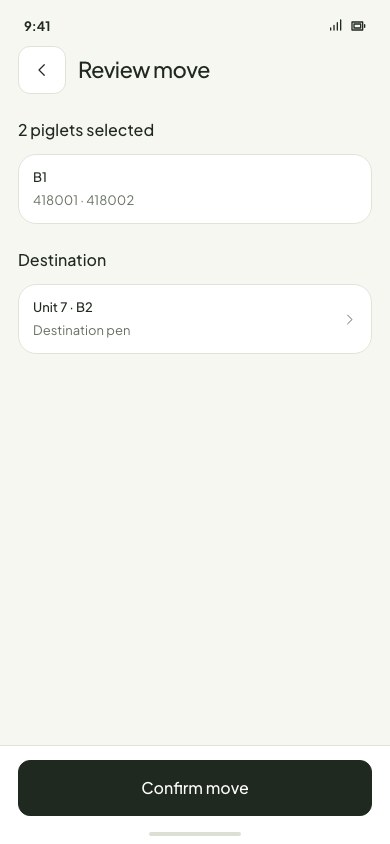 9:41
Review move
2 piglets selected
B1
418001 · 418002
Destination
Unit 7 · B2
Destination pen
Confirm move